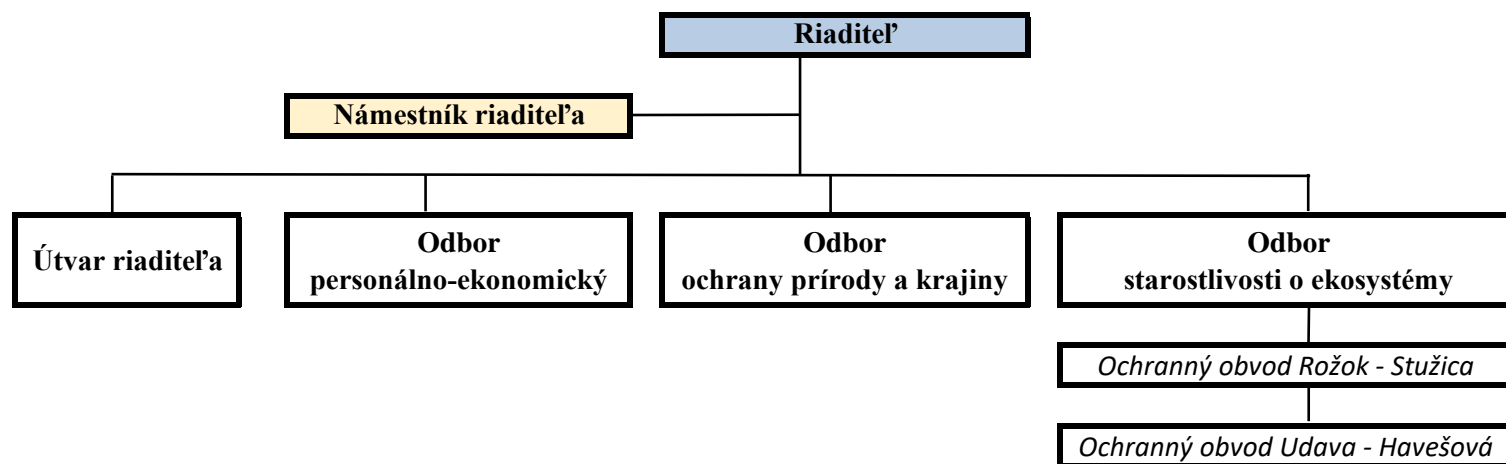 Riaditeľ
Námestník riaditeľa
Útvar riaditeľa
Odbor
personálno-ekonomický
Odbor
ochrany prírody a krajiny
Odbor
starostlivosti o ekosystémy
Ochranný obvod Rožok - Stužica
Ochranný obvod Udava - Havešová